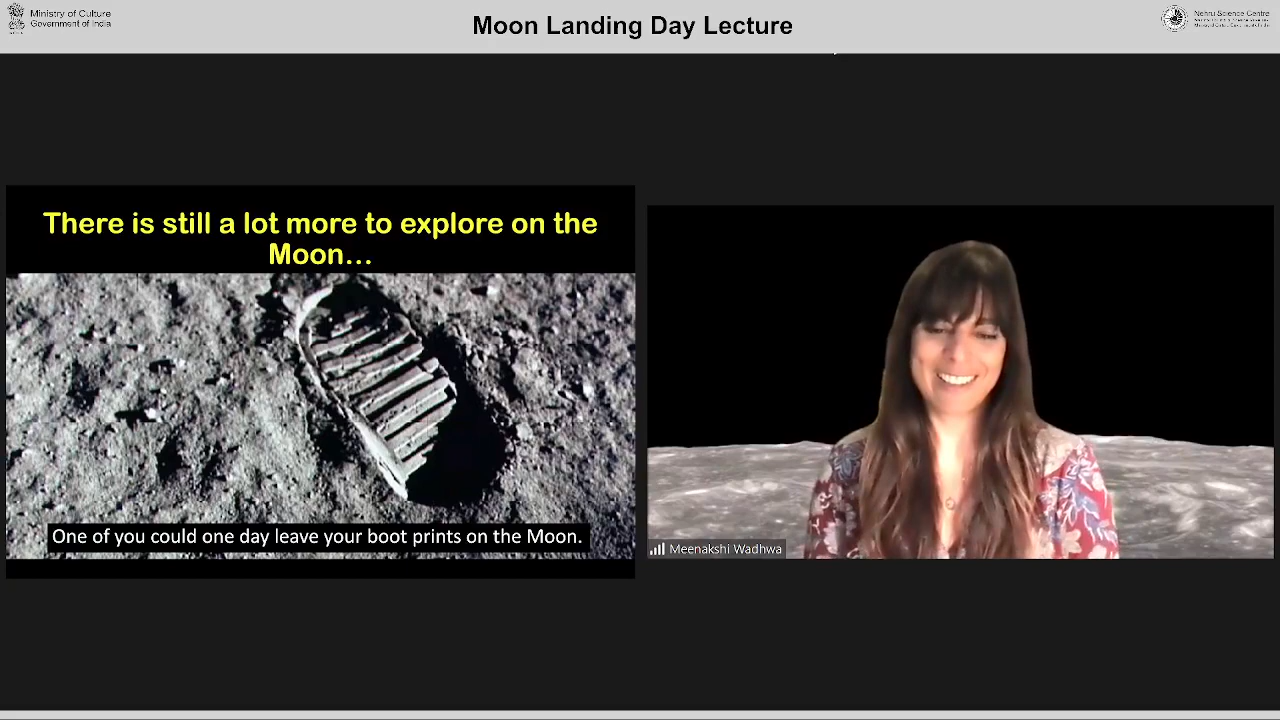 Ministry of Culture
Government of India
Moon Landing Day Lecture
Nehru Science Centre
There is still a lot more to explore on the
Moon...
One of you could one day leave your boot prints on the Moon.
Meenakshi Wadhwa